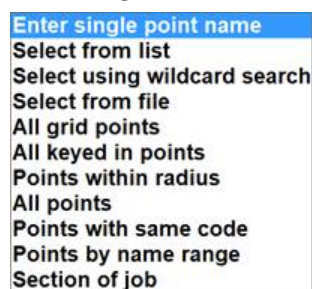 Enter single point name
Select from list
Select using wildcard search
Select from file
All grid points
All keyed in points
Points within radius
All points
Points with same code
Points by name range
Section of job